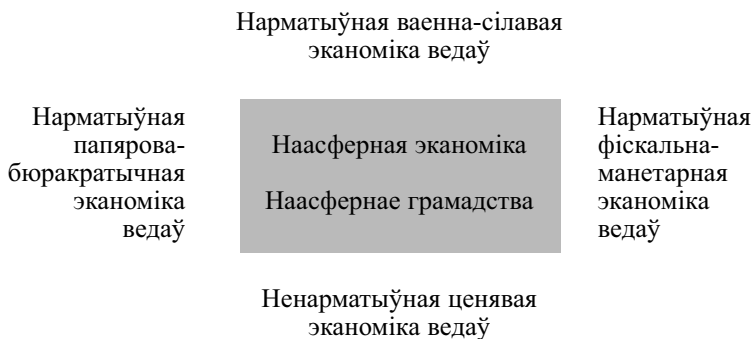 Нарматыўная ваенна-сілавая
эканоміка ведаў
Нарматыўная
папярова-
бюракратычная
эканоміка
ведаў
Наасферная эканоміка
Наасфернае грамадства
Нарматыўная
фіскальна-
манетарная
эканоміка
ведаў
Ненарматыўная ценявая
эканоміка ведаў